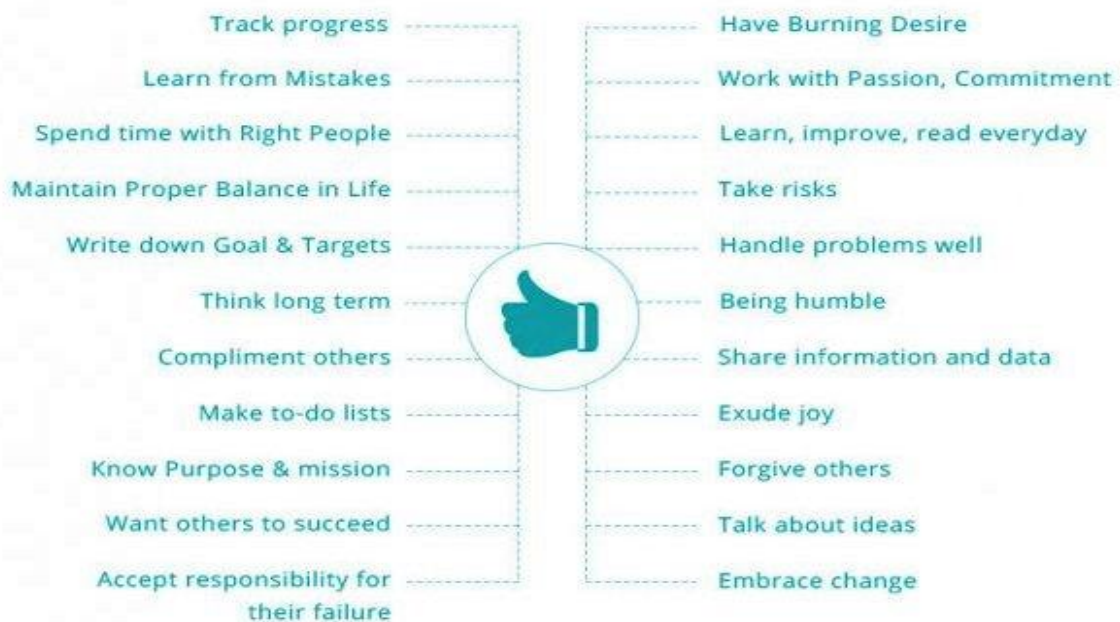 Track progress
Learn from Mistakes
Spend time with Right People
Maintain Proper Balance in Life
Write down Goal & Targets
Think long term
Compliment others
Make to-do lists
Know Purpose & mission
Want others to succeed
Accept responsibility for
their failure
Have Burning Desire
Work with Passion, Commitment
Learn, improve, read everyday
Take risks
Handle problems well
Being humble
Share information and data
Exude joy
Forgive others
Talk about ideas
Embrace change